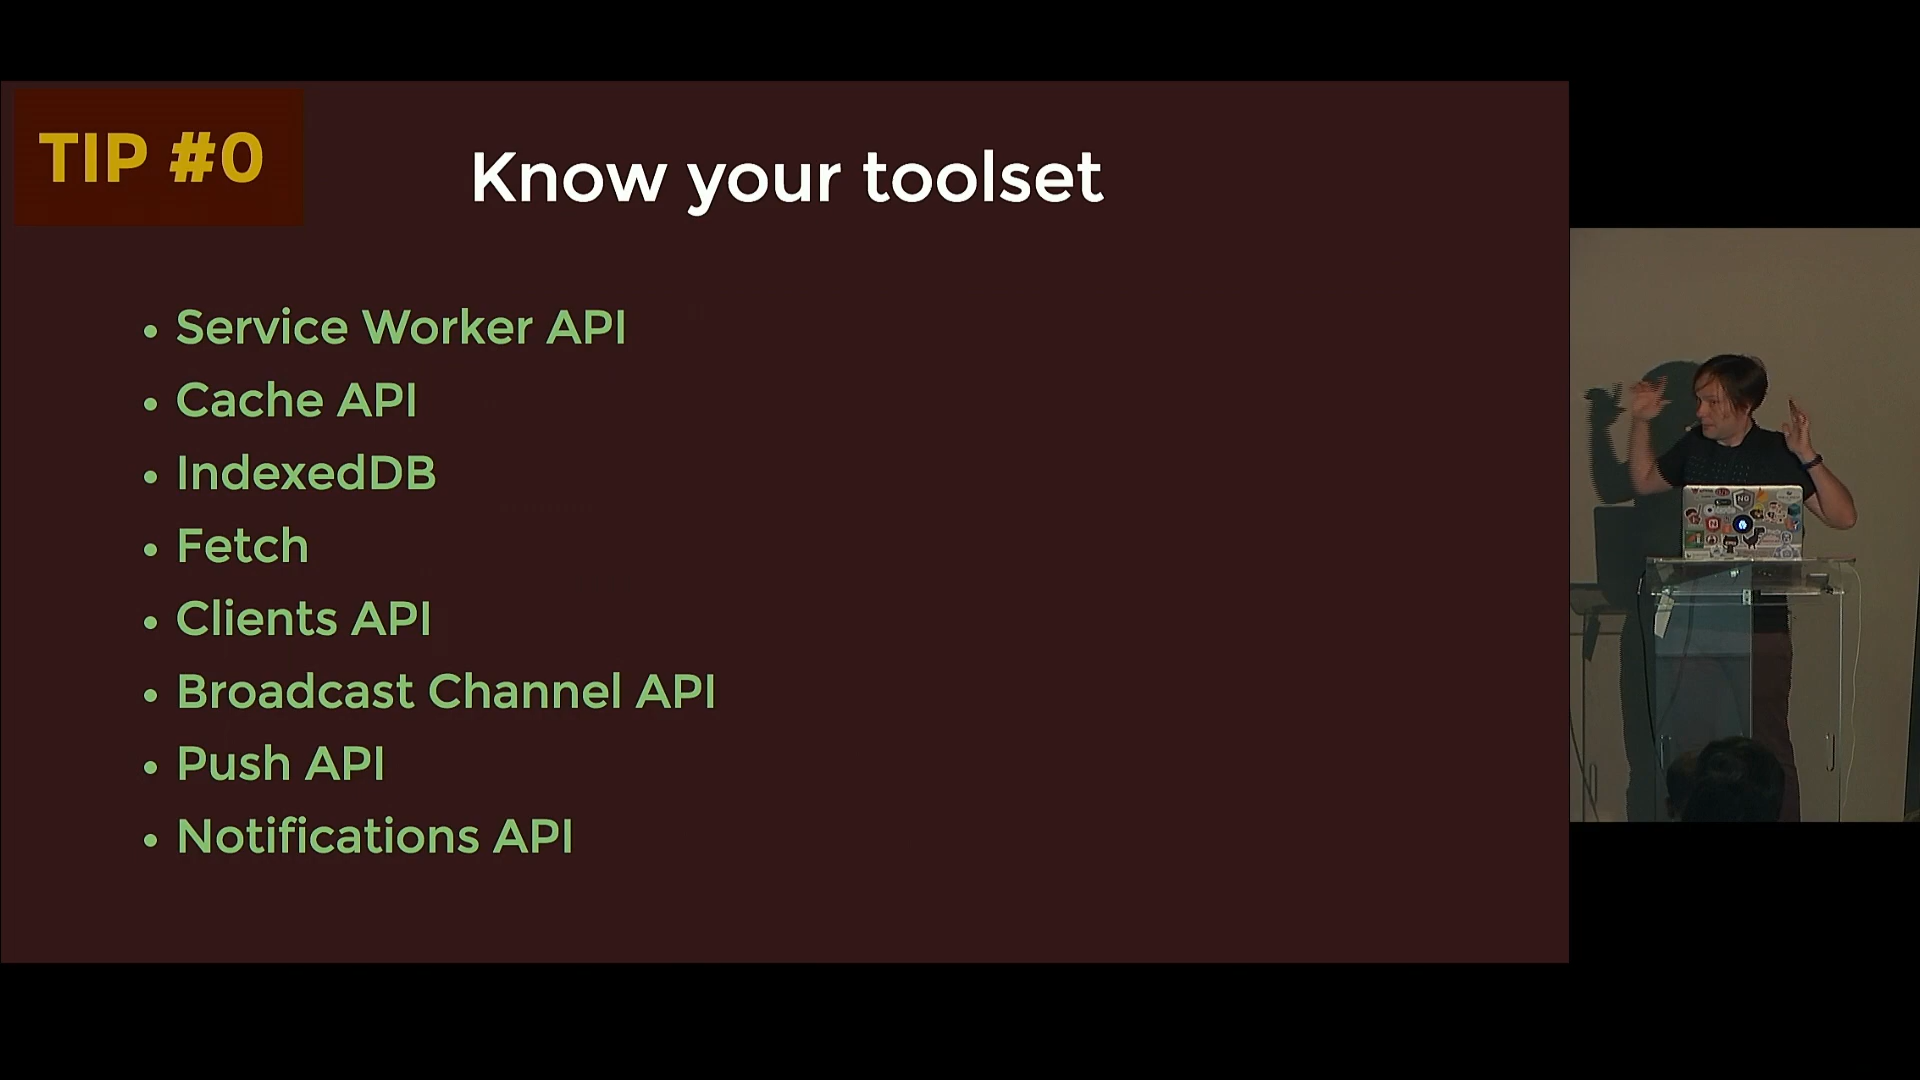 TIP #0
Know your toolset
• Service Worker API
• Cache API
• IndexedDB
• Fetch
• Clients API
• Broadcast Channel API
• Push API
• Notifications API